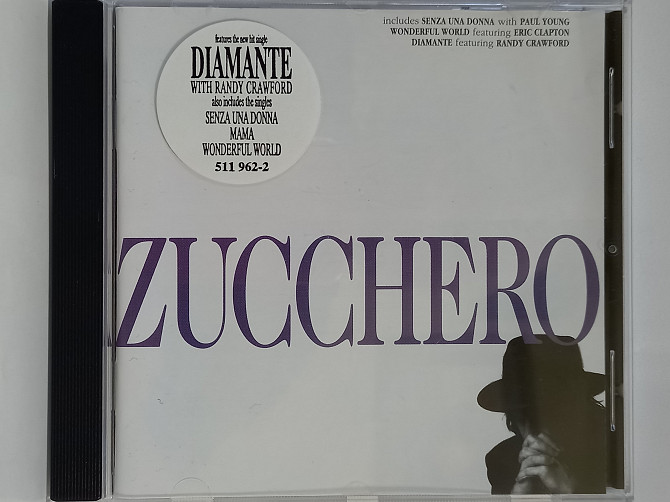 includes SENZA UNA DONNA with PAUL YOUNG
WONDERFUL WORLD featuring ERIC CLAPTON
DIAMANTE featuring RANDY CRAWFORD
features the new hit single
DIAMANTE
WITH RANDY CRAWFORD
also includes the singles
SENZA UNA DONNA
MAMA
WONDERFUL WORLD
511 962-2
ZUCCHERO